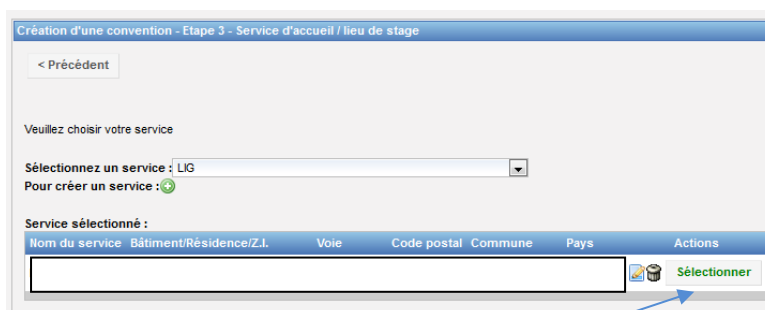 Création d'une convention - Etape 3 - Service d'accueil / lieu de stage
< Précédent
Veuillez choisir votre service
Sélectionnez un service : LIG
Pour créer un service :
Service sélectionné :
Nom du service Bâtiment/Résidence/Z.I. Voie Code postal Commune Pays Actions
Sélectionner